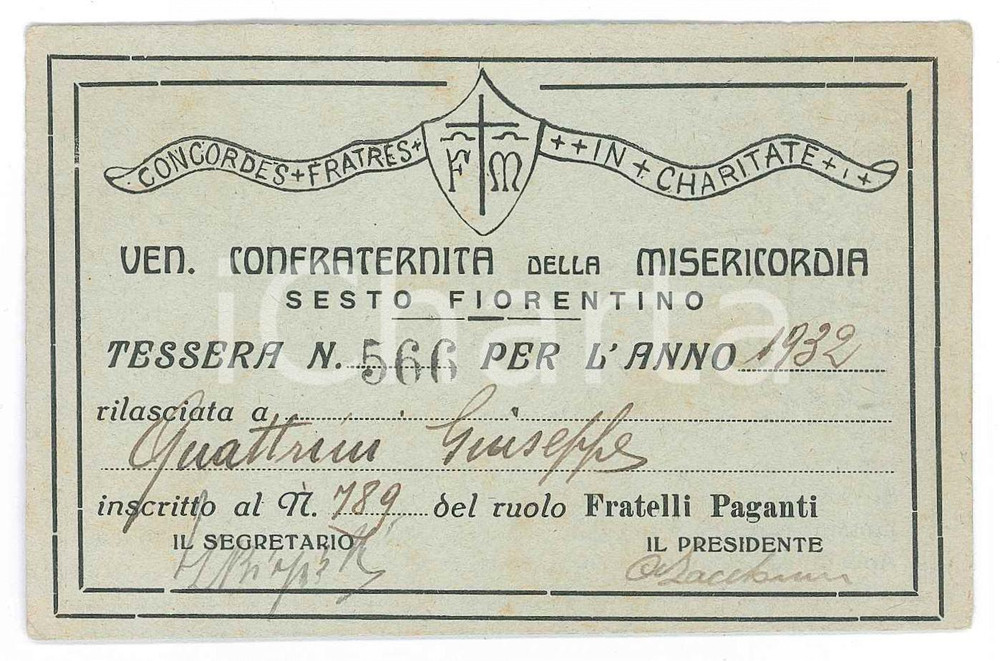 CONCORDES+FRATRES+ ++IN+CHARITATE+++
F M
VEN. CONFRATERNITA DELLA MISERICORDIA
SESTO FIORENTINO
TESSERA N. 566 PER L'ANNO 1932
rilasciata a
Quattrini Giuseppe
inscritto al N. 789 del ruolo Fratelli Paganti
IL SEGRETARIO IL PRESIDENTE
iCharta